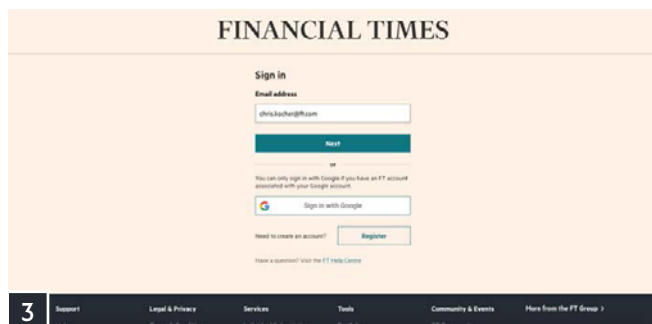 FINANCIAL TIMES
Sign in
Email address
chris.kocher@ft.com
Next
or
You can only sign in with Google if you have an FT account
associated with your Google account.
Sign in with Google
Need to create an account? Register
Have a question? Visit the FT Help Centre
3 Support Legal & Privacy Services Tools Community & Events More from the FT Group